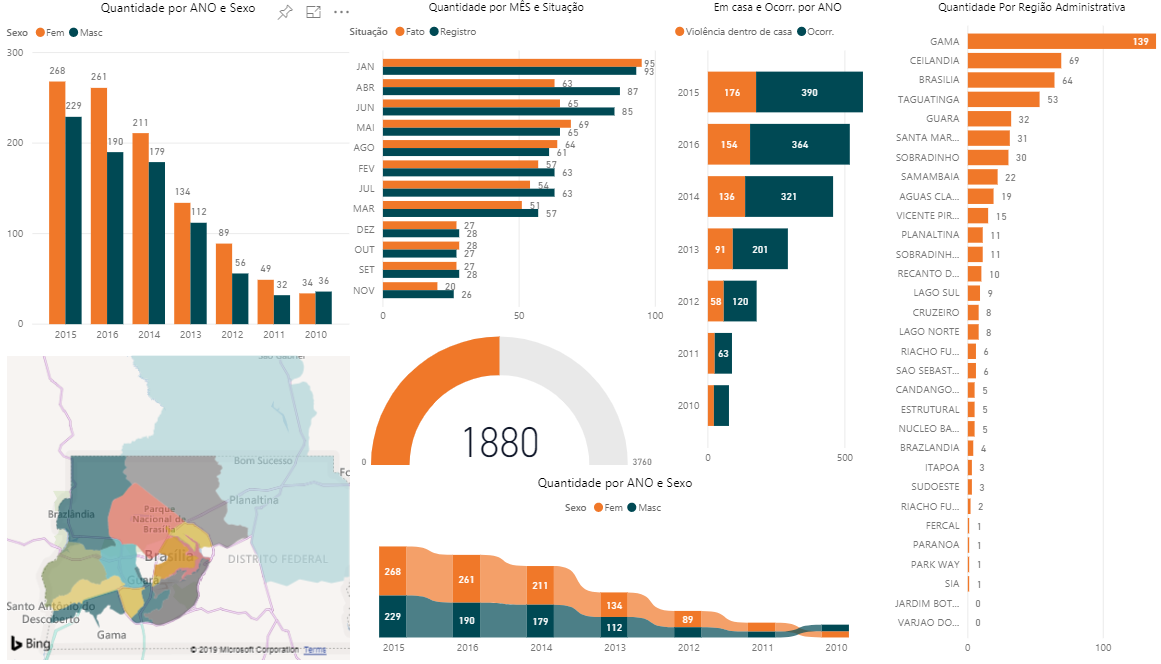 Quantidade por ANO e Sexo
Sexo Fem Masc
300
200
100
0
268
229
261
190
211
179
134
112
89
56
49
32
34
36
2015 2016 2014 2013 2012 2011 2010
Quantidade por MÊS e Situação
Situação Fato Registro
JAN 95 93
ABR 63 87
JUN 65 85
MAI 69 65
AGO 64 61
FEV 57 63
JUL 54 63
MAR 51 57
DEZ 27 28
OUT 28 27
SET 27 28
NOV 20 26
0 50 100
Em casa e Ocorr. por ANO
Violência dentro de casa Ocorr.
2015 176 390
2016 154 364
2014 136 321
2013 91 201
2012 58 120
2011 63
2010
0 500
Quantidade Por Região Administrativa
GAMA 139
CEILANDIA 69
BRASILIA 64
TAGUATINGA 53
GUARA 32
SANTA MAR... 31
SOBRADINHO 30
SAMAMBAIA 22
AGUAS CLA... 19
VICENTE PIR... 15
PLANALTINA 11
SOBRADINH... 11
RECANTO D... 10
LAGO SUL 9
CRUZEIRO 8
LAGO NORTE 8
RIACHO FU... 6
SAO SEBAST... 6
CANDANGO... 5
ESTRUTURAL 5
NUCLEO BA... 5
BRAZLANDIA 4
ITAPOA 3
SUDOESTE 3
RIACHO FU... 2
FERCAL 1
PARANOA 1
PARK WAY 1
SIA 1
JARDIM BOT... 0
VARJAO DO... 0
0 100
Bom Sucesso
Planaltina
Brazlândia
Parque
Nacional de
Brasília
Brasília
DISTRITO FEDERAL
Guará
Santo Antônio do
Descoberto
Gama
Bing
© 2019 Microsoft Corporation Terms
1880
0 3760
Quantidade por ANO e Sexo
Sexo Fem Masc
268 261 211 134 89
229 190 179 112
2015 2016 2014 2013 2012 2011 2010